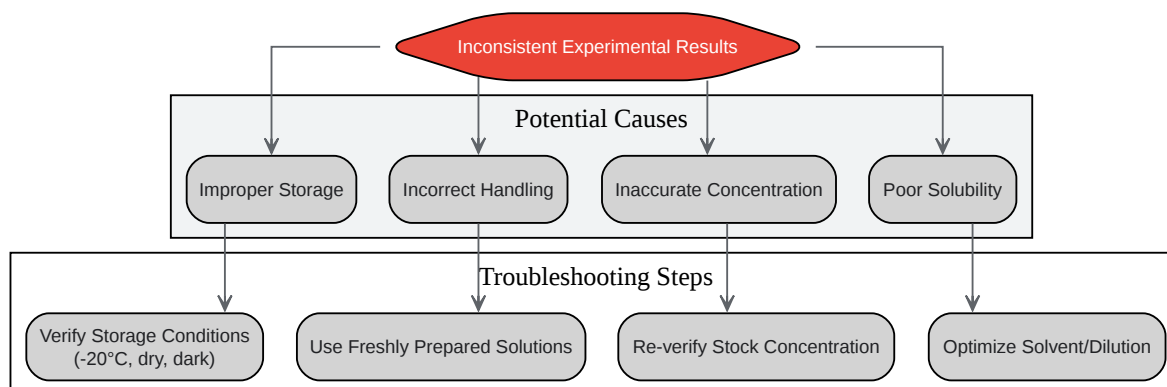 Inconsistent Experimental Results
Potential Causes
Improper Storage
Incorrect Handling
Inaccurate Concentration
Poor Solubility
Troubleshooting Steps
Verify Storage Conditions
(-20°C, dry, dark)
Use Freshly Prepared Solutions
Re-verify Stock Concentration
Optimize Solvent/Dilution